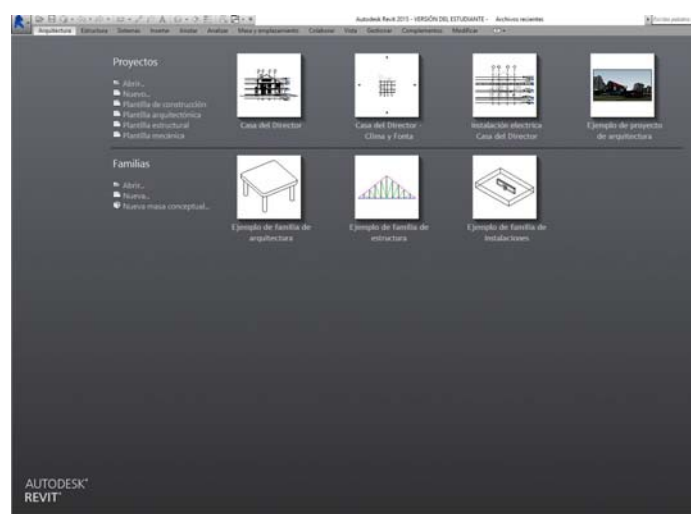 Autodesk Revit 2015 - VERSIÓN DEL ESTUDIANTE - Archivos recientes
Arquitectura Estructura Sistemas Insertar Anotar Analizar Masa y emplazamiento Colaborar Vista Gestionar Complementos Modificar
Proyectos
Abrir...
Nuevo...
Plantilla de construcción
Plantilla arquitectónica
Plantilla estructural
Plantilla mecánica
Casa del Director
Casa del Director -
Clima y Fonta
Instalación electrica
Casa del Director
Ejemplo de proyecto
de arquitectura
Familias
Abrir...
Nueva...
Nueva masa conceptual...
Ejemplo de familia de
arquitectura
Ejemplo de familia de
estructura
Ejemplo de familia de
instalaciones
AUTODESK®
REVIT®